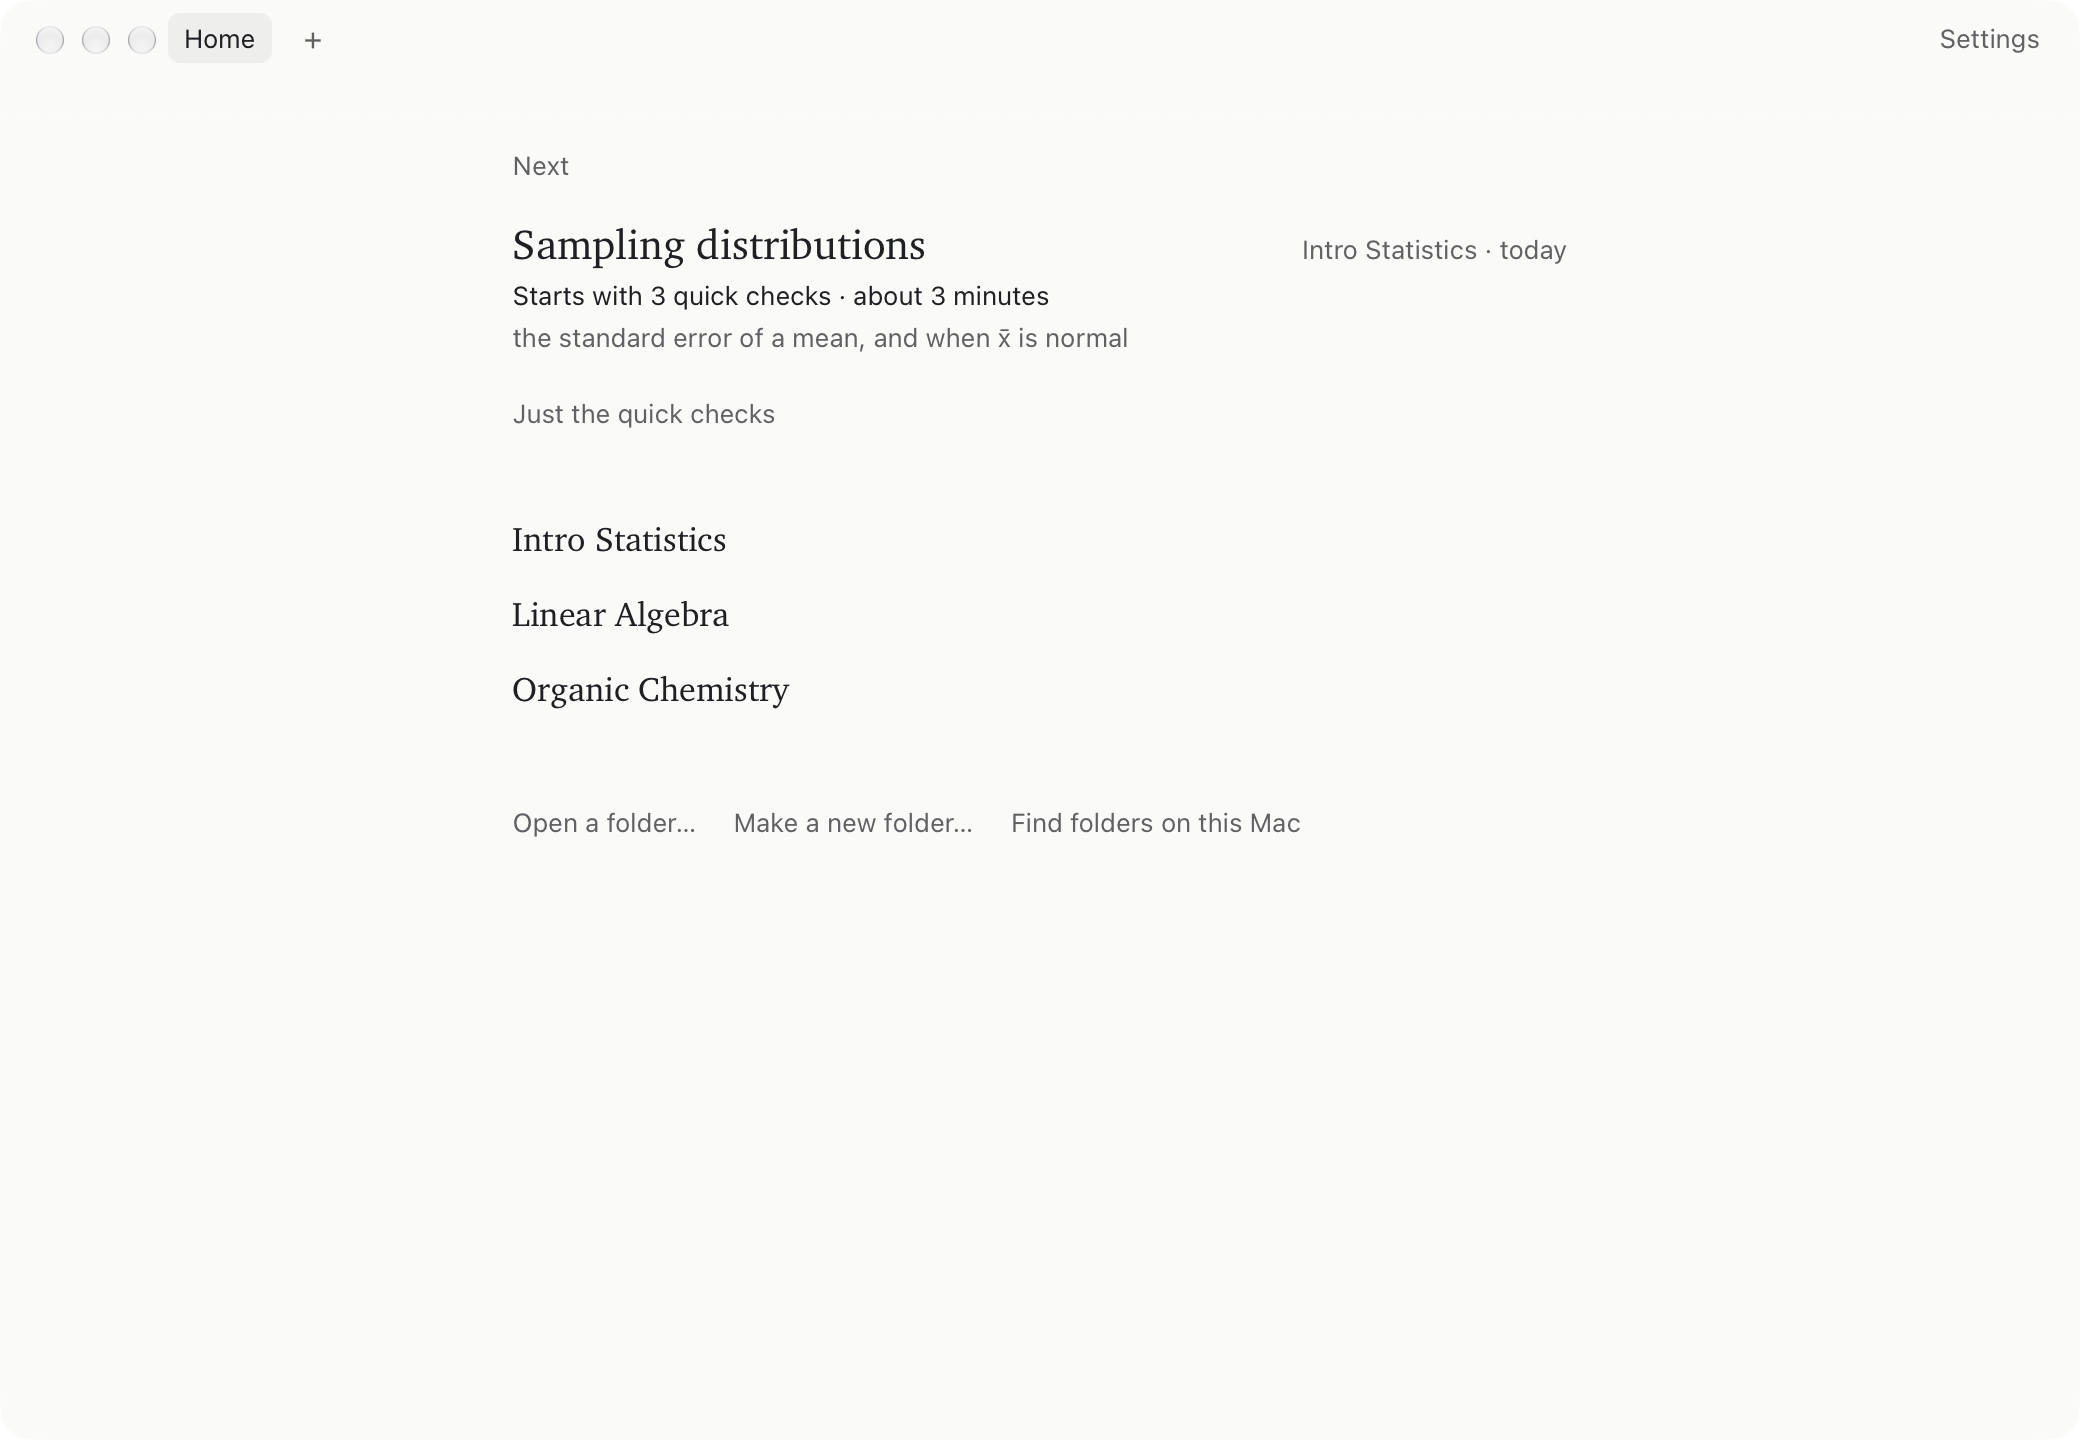 Home +
Settings
Next
Sampling distributions
Intro Statistics · today
Starts with 3 quick checks · about 3 minutes
the standard error of a mean, and when x̄ is normal
Just the quick checks
Intro Statistics
Linear Algebra
Organic Chemistry
Open a folder... Make a new folder... Find folders on this Mac